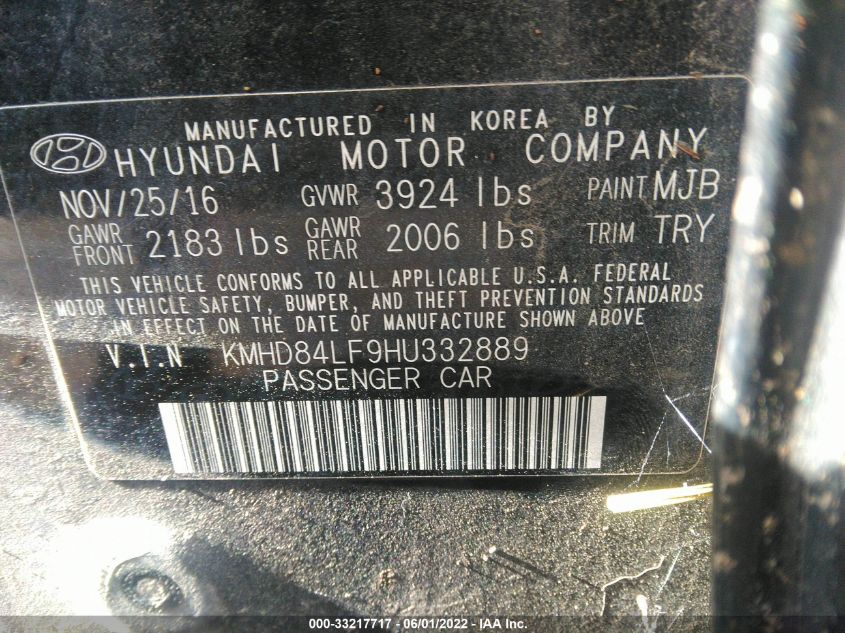 MANUFACTURED IN KOREA BY
HYUNDAI MOTOR COMPANY
NOV/25/16 GVWR 3924 lbs PAINT MJB
GAWR FRONT 2183 lbs GAWR REAR 2006 lbs TRIM TRY
THIS VEHICLE CONFORMS TO ALL APPLICABLE U.S.A. FEDERAL
MOTOR VEHICLE SAFETY, BUMPER, AND THEFT PREVENTION STANDARDS
IN EFFECT ON THE DATE OF MANUFACTURE SHOWN ABOVE
V.I.N KMHD84LF9HU332889
PASSENGER CAR
000-33217717 - 06/01/2022 - IAA Inc.